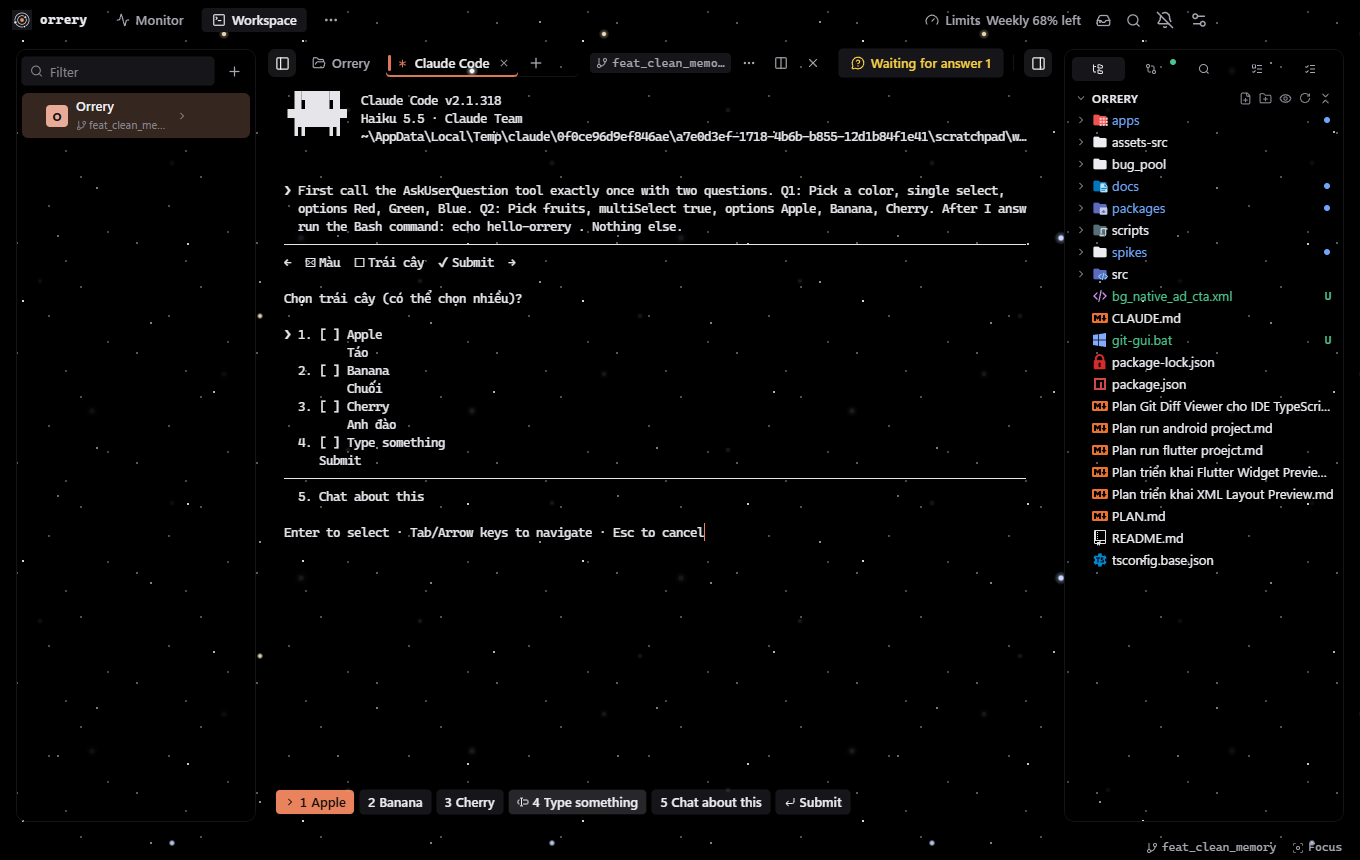 orrery
Monitor
Workspace
Limits Weekly 68% left
Filter
O
Orrery
feat_clean_me...
Orrery
Claude Code
feat_clean_memo...
Waiting for answer 1
Claude Code v2.1.318
Haiku 5.5 · Claude Team
~\AppData\Local\Temp\claude\0f0ce96d9ef846ae\a7e0d3ef-1718-4b6b-b855-12d1b84f1e41\scratchpad\w…
❯ First call the AskUserQuestion tool exactly once with two questions. Q1: Pick a color, single select,
options Red, Green, Blue. Q2: Pick fruits, multiSelect true, options Apple, Banana, Cherry. After I answ
run the Bash command: echo hello-orrery . Nothing else.
← ☒ Màu ☐ Trái cây ✓ Submit →
Chọn trái cây (có thể chọn nhiều)?
❯ 1. [ ] Apple
Táo
2. [ ] Banana
Chuối
3. [ ] Cherry
Anh đào
4. [ ] Type something
Submit
5. Chat about this
Enter to select · Tab/Arrow keys to navigate · Esc to cancel
1 Apple
2 Banana
3 Cherry
4 Type something
5 Chat about this
Submit
ORRERY
apps
assets-src
bug_pool
docs
packages
scripts
spikes
src
bg_native_ad_cta.xml U
CLAUDE.md
git-gui.bat U
package-lock.json
package.json
Plan Git Diff Viewer cho IDE TypeScri...
Plan run android project.md
Plan run flutter proejct.md
Plan triển khai Flutter Widget Previe...
Plan triển khai XML Layout Preview.md
PLAN.md
README.md
tsconfig.base.json
feat_clean_memory
Focus